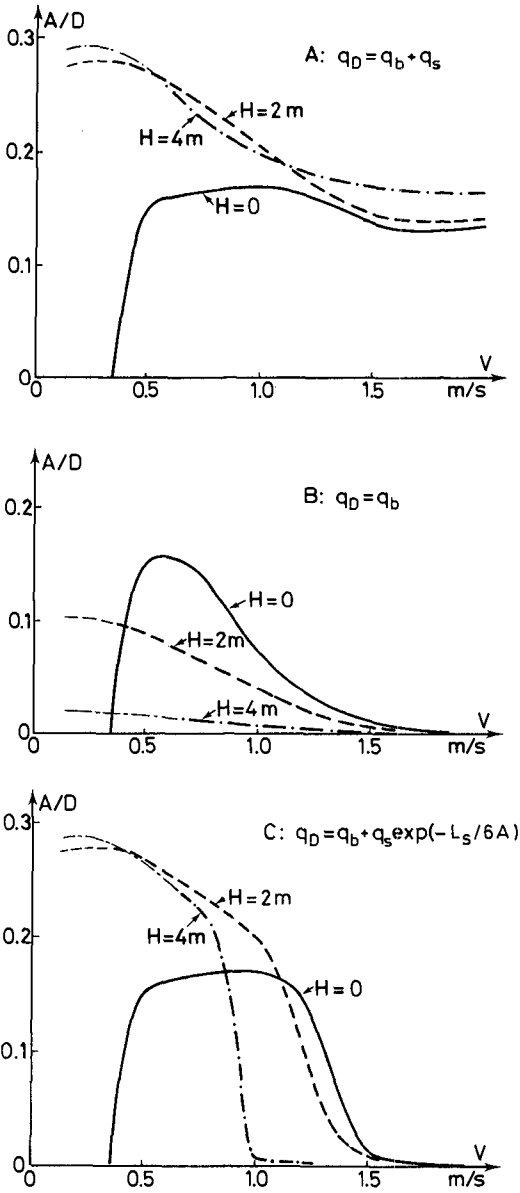 A/D
0.3
A: q_D = q_b + q_s
H=2m
H=4m
0.2
H=0
0.1
V
0
0
0.5
1.0
1.5
m/s
A/D
B: q_D = q_b
0.2
H=0
0.1
H=2m
H=4m
V
0
0.5
1.0
1.5
m/s
A/D
0.3
C: q_D = q_b + q_s exp(-L_s/6A)
H=2m
H=4m
0.2
H=0
0.1
V
0
0.5
1.0
1.5
m/s